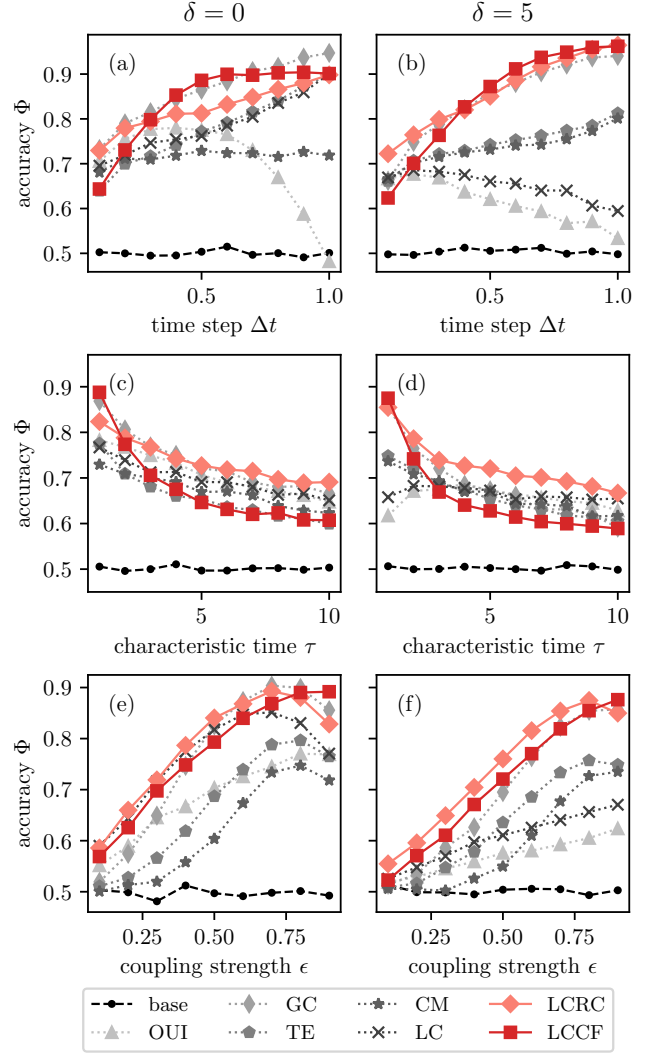 δ = 0
δ = 5
(a)
(b)
accuracy Φ
0.9
0.8
0.7
0.6
0.5
0.5
1.0
0.5
1.0
time step Δt
time step Δt
(c)
(d)
accuracy Φ
0.9
0.8
0.7
0.6
0.5
5
10
5
10
characteristic time τ
characteristic time τ
(e)
(f)
accuracy Φ
0.9
0.8
0.7
0.6
0.5
0.25
0.50
0.75
0.25
0.50
0.75
coupling strength ϵ
coupling strength ϵ
base
GC
CM
LCRC
OUI
TE
LC
LCCF